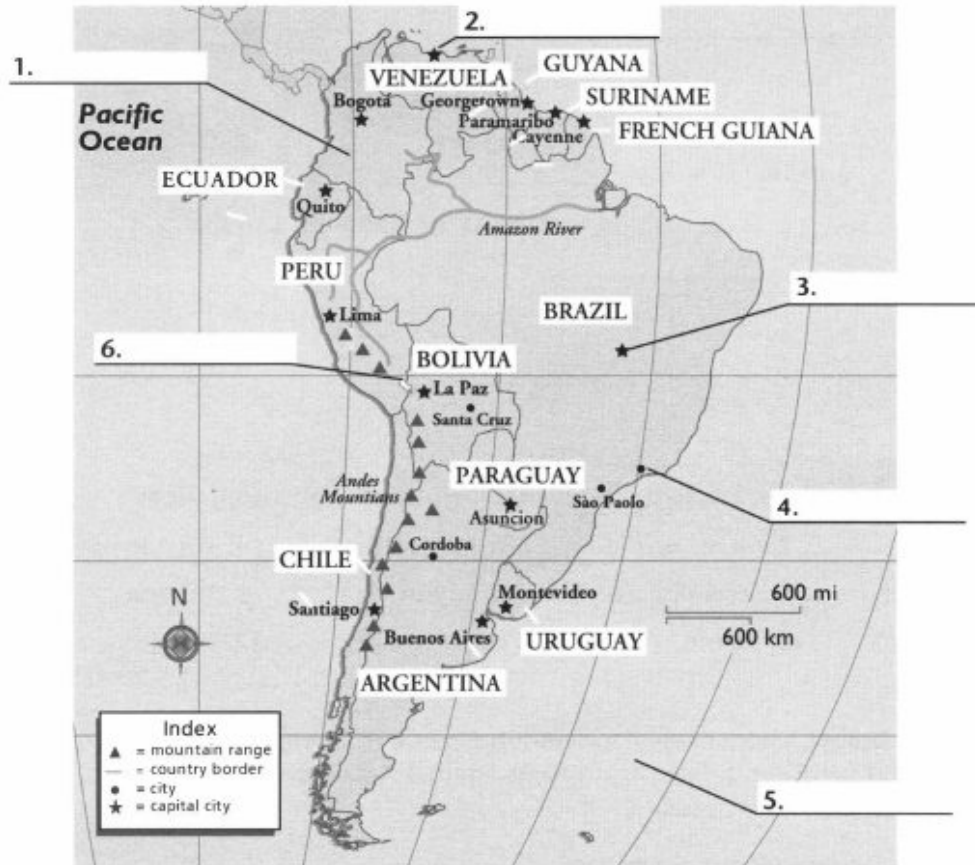 2.
1.
GUYANA
VENEZUELA
Bogotá
Georgetown
SURINAME
Pacific
Ocean
Paramaribo
Cayenne
FRENCH GUIANA
ECUADOR
Quito
Amazon River
PERU
3.
BRAZIL
Lima
6.
BOLIVIA
La Paz
Santa Cruz
Andes
Mountians
PARAGUAY
Sào Paolo
4.
Asuncion
Cordoba
CHILE
N
Montevideo
600 mi
Santiago
Buenos Aires
URUGUAY
600 km
ARGENTINA
Index
= mountain range
= country border
= city
= capital city
5.